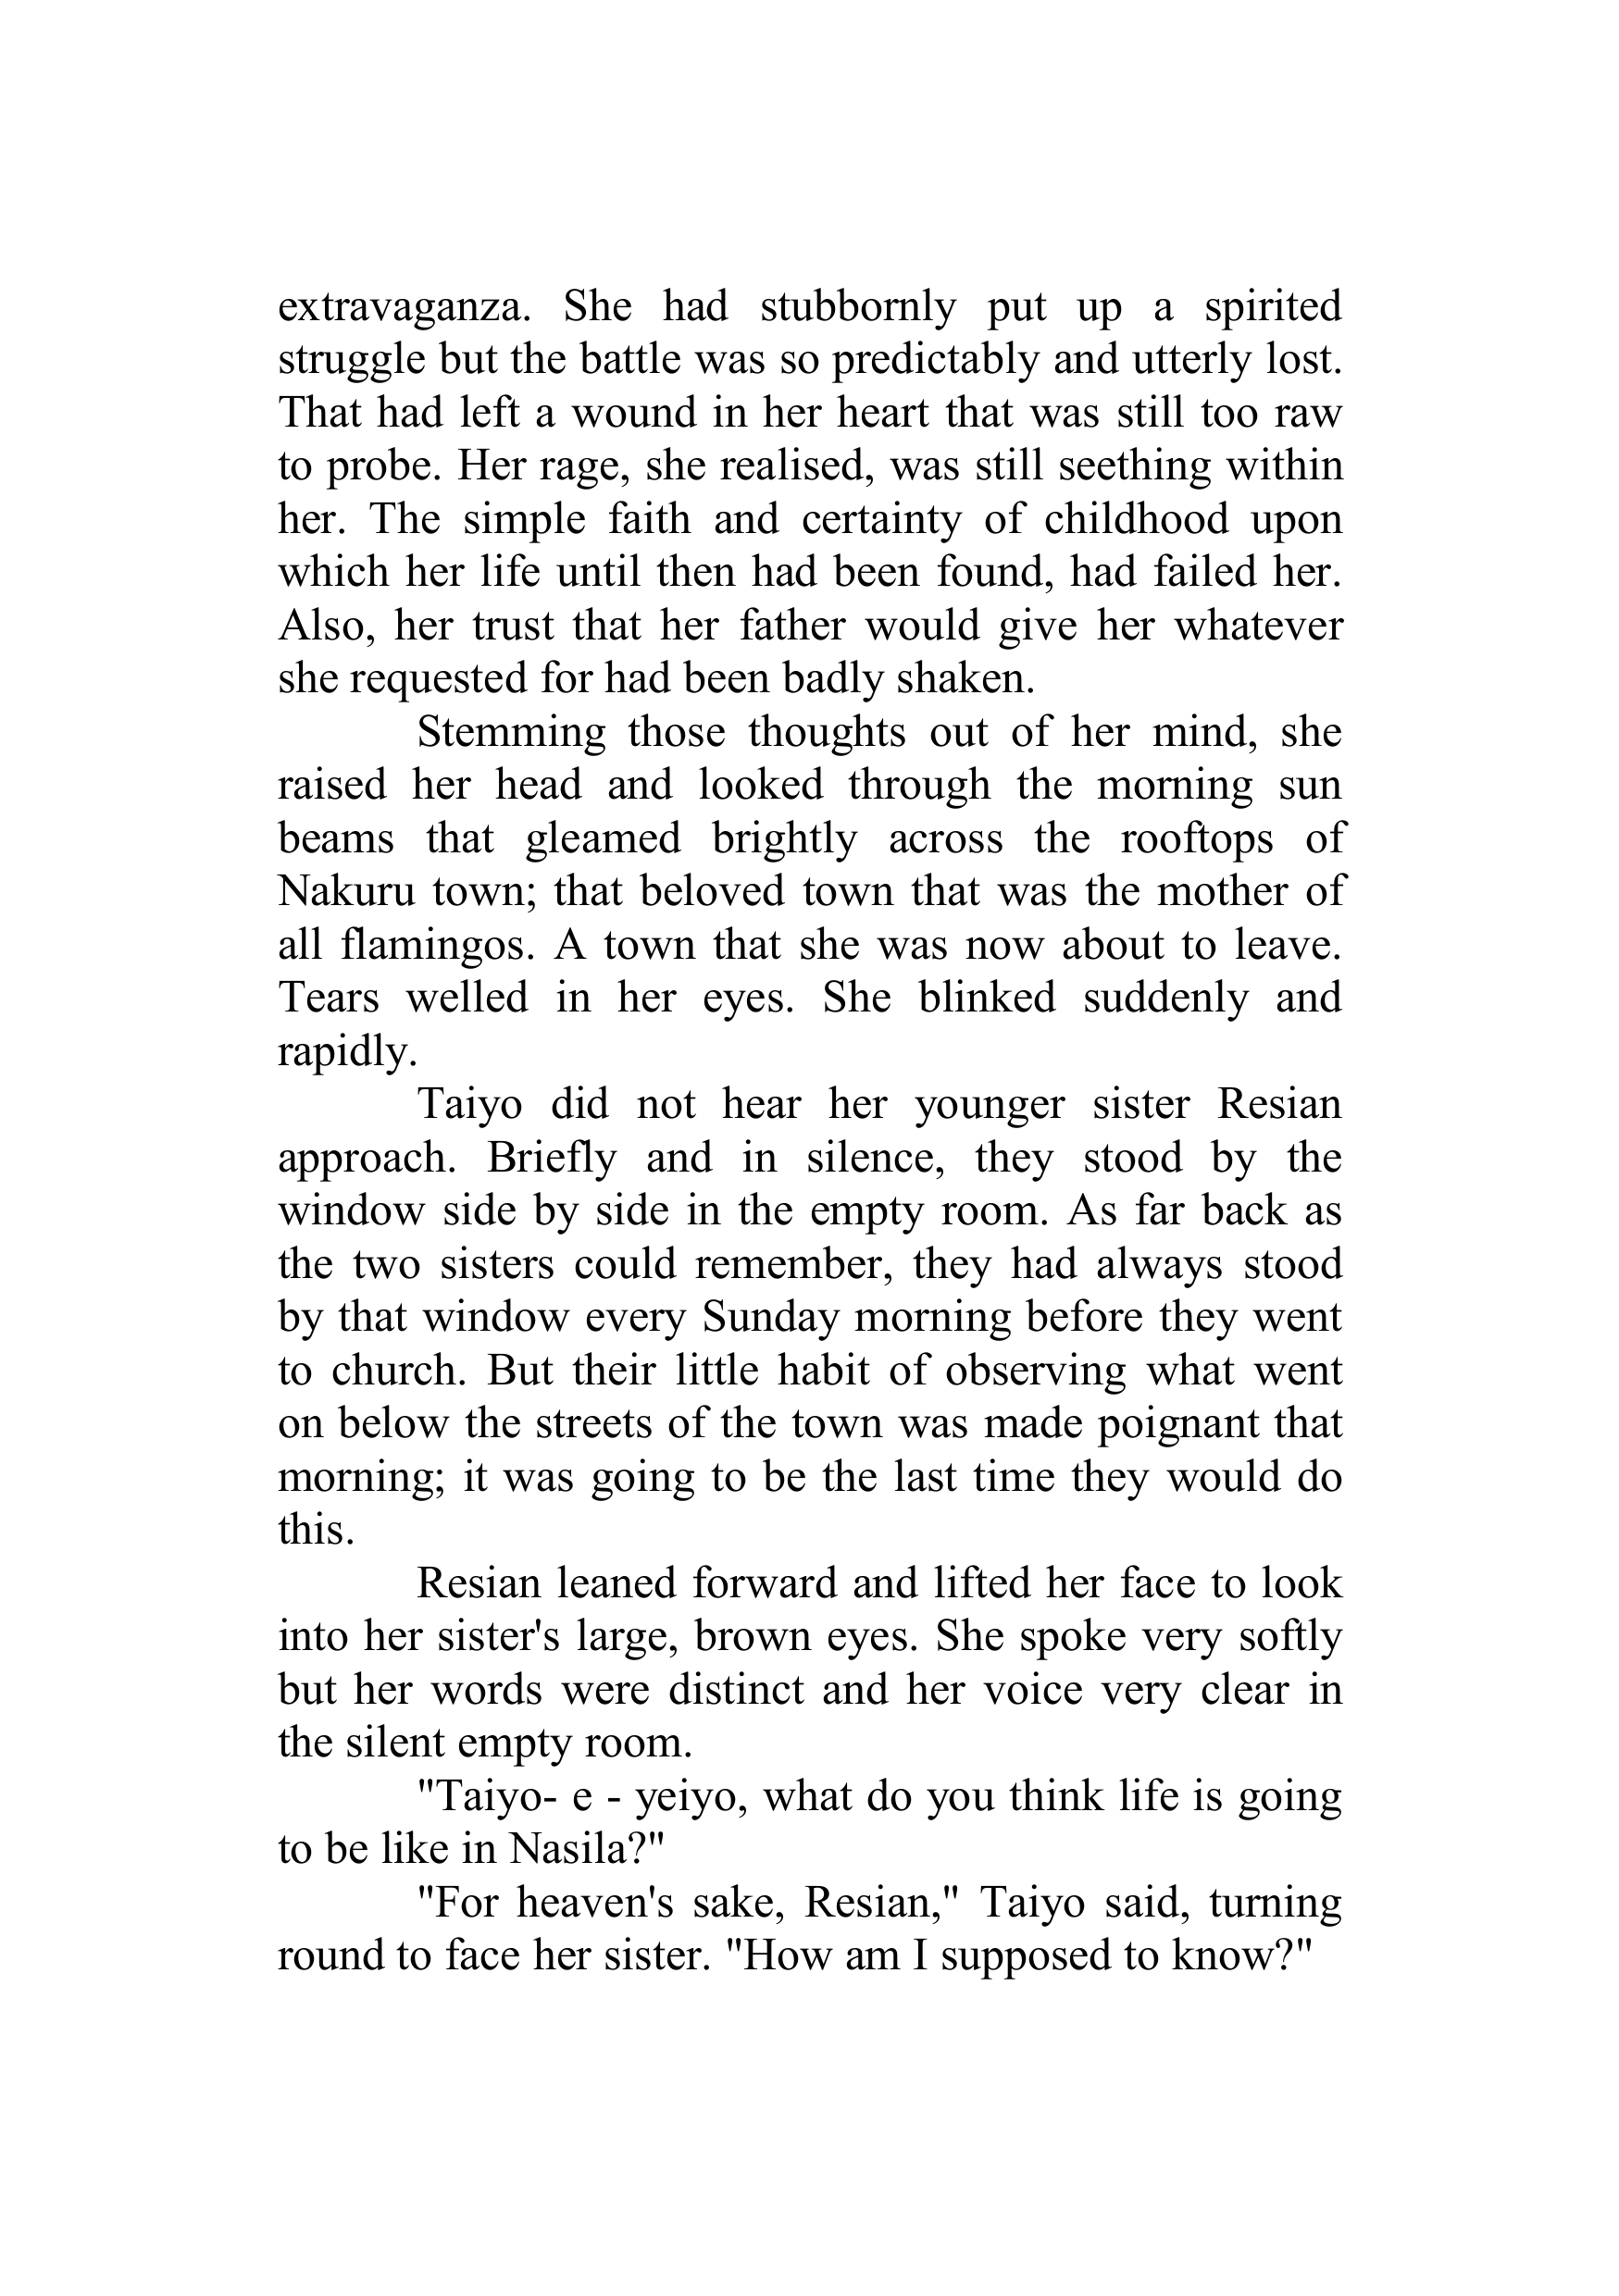 extravaganza. She had stubbornly put up a spirited
struggle but the battle was so predictably and utterly lost.
That had left a wound in her heart that was still too raw
to probe. Her rage, she realised, was still seething within
her. The simple faith and certainty of childhood upon
which her life until then had been found, had failed her.
Also, her trust that her father would give her whatever
she requested for had been badly shaken.
Stemming those thoughts out of her mind, she
raised her head and looked through the morning sun
beams that gleamed brightly across the rooftops of
Nakuru town; that beloved town that was the mother of
all flamingos. A town that she was now about to leave.
Tears welled in her eyes. She blinked suddenly and
rapidly.
Taiyo did not hear her younger sister Resian
approach. Briefly and in silence, they stood by the
window side by side in the empty room. As far back as
the two sisters could remember, they had always stood
by that window every Sunday morning before they went
to church. But their little habit of observing what went
on below the streets of the town was made poignant that
morning; it was going to be the last time they would do
this.
Resian leaned forward and lifted her face to look
into her sister's large, brown eyes. She spoke very softly
but her words were distinct and her voice very clear in
the silent empty room.
"Taiyo- e - yeiyo, what do you think life is going
to be like in Nasila?"
"For heaven's sake, Resian," Taiyo said, turning
round to face her sister. "How am I supposed to know?"